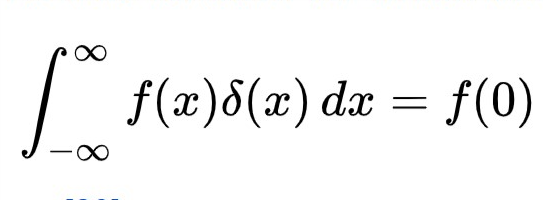 ∫_{−∞}^{∞} f(x)δ(x) dx = f(0)